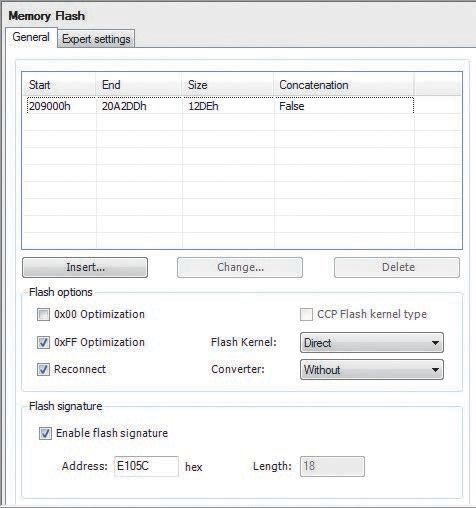 Memory Flash
General Expert settings
Start End Size Concatenation
209000h 20A2DDh 12DEh False
Insert... Change... Delete
Flash options
0x00 Optimization CCP Flash kernel type
0xFF Optimization Flash Kernel: Direct
Reconnect Converter: Without
Flash signature
Enable flash signature
Address: E105C hex Length: 18